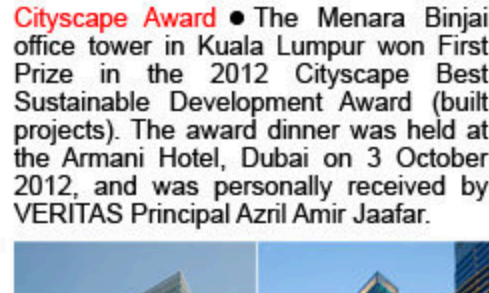 Cityscape Award ● The Menara Binjai
office tower in Kuala Lumpur won First
Prize in the 2012 Cityscape Best
Sustainable Development Award (built
projects). The award dinner was held at
the Armani Hotel, Dubai on 3 October
2012, and was personally received by
VERITAS Principal Azril Amir Jaafar.